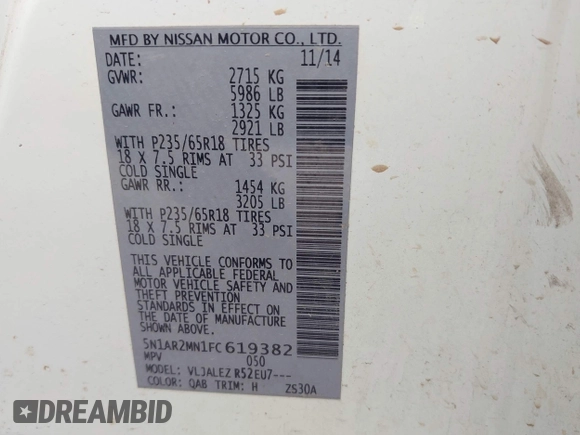 MFD BY NISSAN MOTOR CO., LTD.
DATE: 11/14
GVWR: 2715 KG
5986 LB
GAWR FR.: 1325 KG
2921 LB
WITH P235/65R18 TIRES
18 X 7.5 RIMS AT 33 PSI
COLD SINGLE
GAWR RR.: 1454 KG
3205 LB
WITH P235/65R18 TIRES
18 X 7.5 RIMS AT 33 PSI
COLD SINGLE
THIS VEHICLE CONFORMS TO
ALL APPLICABLE FEDERAL
MOTOR VEHICLE SAFETY AND
THEFT PREVENTION
STANDARDS IN EFFECT ON
THE DATE OF MANUFACTURE
SHOWN ABOVE.
5N1AR2MN1FC619382
MPV 050
MODEL: VLJALEZ R52EU7---
COLOR: QAB TRIM: H ZS30A
DREAMBID